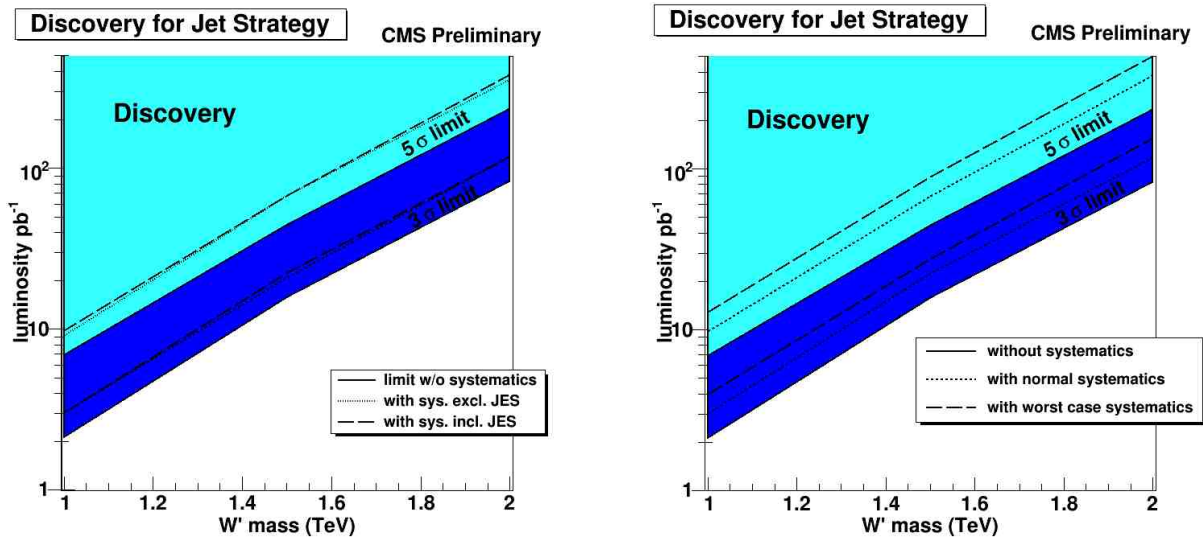 Discovery for Jet Strategy
CMS Preliminary
Discovery
5 σ limit
3 σ limit
luminosity pb-1
10²
10
1
limit w/o systematics
with sys. excl. JES
with sys. incl. JES
1 1.2 1.4 1.6 1.8 2
W' mass (TeV)
Discovery for Jet Strategy
CMS Preliminary
Discovery
5 σ limit
3 σ limit
luminosity pb-1
10²
10
1
without systematics
with normal systematics
with worst case systematics
1 1.2 1.4 1.6 1.8 2
W' mass (TeV)